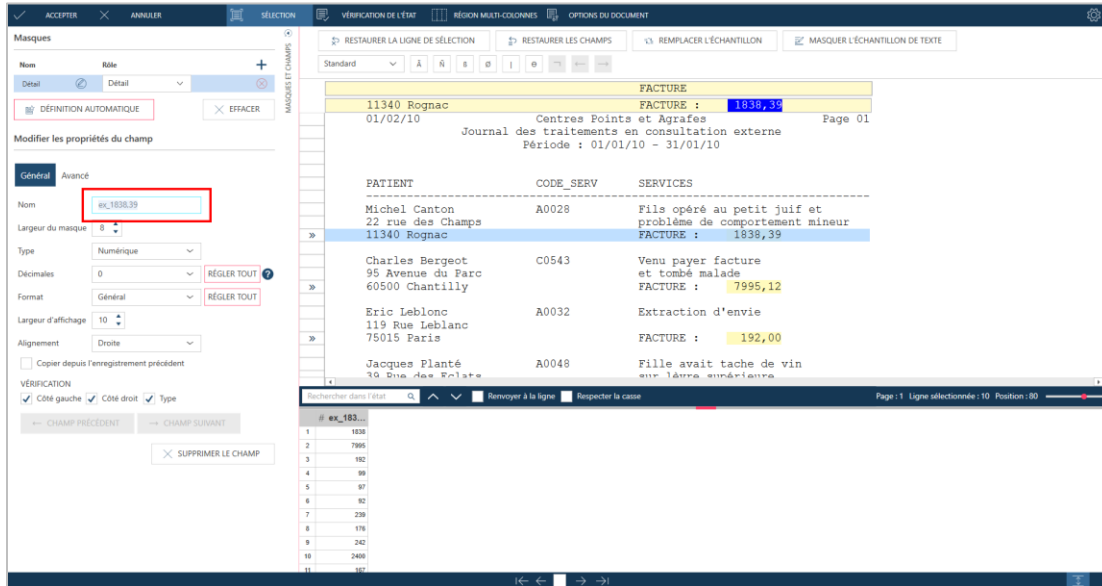 ACCEPTER ANNULER SÉLECTION VÉRIFICATION DE L'ÉTAT RÉGION MULTI-COLONNES OPTIONS DU DOCUMENT
Masques
Nom Rôle
Détail Détail
DÉFINITION AUTOMATIQUE EFFACER
Modifier les propriétés du champ
Général Avancé
Nom ex_1838,39
Largeur du masque 8
Type Numérique
Décimales 0 RÉGLER TOUT ?
Format Général RÉGLER TOUT
Largeur d'affichage 10
Alignement Droite
Copier depuis l'enregistrement précédent
VÉRIFICATION
Côté gauche Côté droit Type
← CHAMP PRÉCÉDENT → CHAMP SUIVANT
SUPPRIMER LE CHAMP
MASQUES ET CHAMPS
RESTAURER LA LIGNE DE SÉLECTION RESTAURER LES CHAMPS REMPLACER L'ÉCHANTILLON MASQUER L'ÉCHANTILLON DE TEXTE
Standard Ä Ñ ß Ø | ɵ ¬ ← →
FACTURE
11340 Rognac FACTURE : 1838,39
01/02/10 Centres Points et Agrafes Page 01
Journal des traitements en consultation externe
Période : 01/01/10 - 31/01/10
PATIENT CODE_SERV SERVICES
Michel Canton A0028 Fils opéré au petit juif et
22 rue des Champs problème de comportement mineur
» 11340 Rognac FACTURE : 1838,39
Charles Bergeot C0543 Venu payer facture
95 Avenue du Parc et tombé malade
» 60500 Chantilly FACTURE : 7995,12
Eric Leblonc A0032 Extraction d'envie
119 Rue Leblanc
» 75015 Paris FACTURE : 192,00
Jacques Planté A0048 Fille avait tache de vin
39 Rue des Eclats sur lèvre supérieure
Rechercher dans l'état Renvoyer à la ligne Respecter la casse Page : 1 Ligne sélectionnée : 10 Position : 80
# ex_183...
1 1838
2 7995
3 192
4 99
5 97
6 92
7 239
8 176
9 242
10 2400
11 167